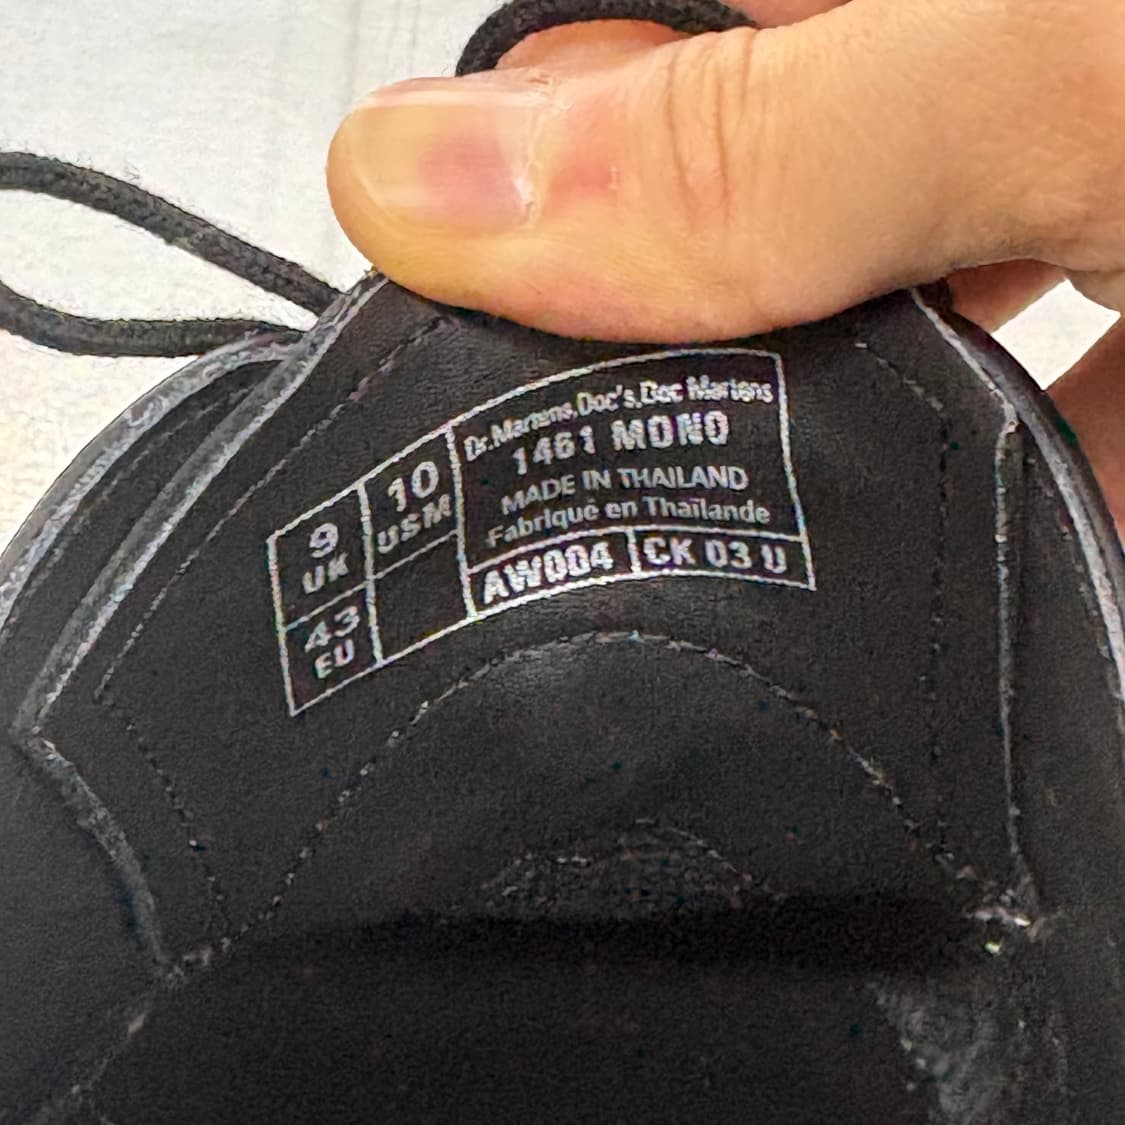 9
UK
10
USM
43
EU
Dr.Martens,Doc's,Doc Martens
1461 MONO
MADE IN THAILAND
Fabriqué en Thaïlande
AW004
CK 03 U